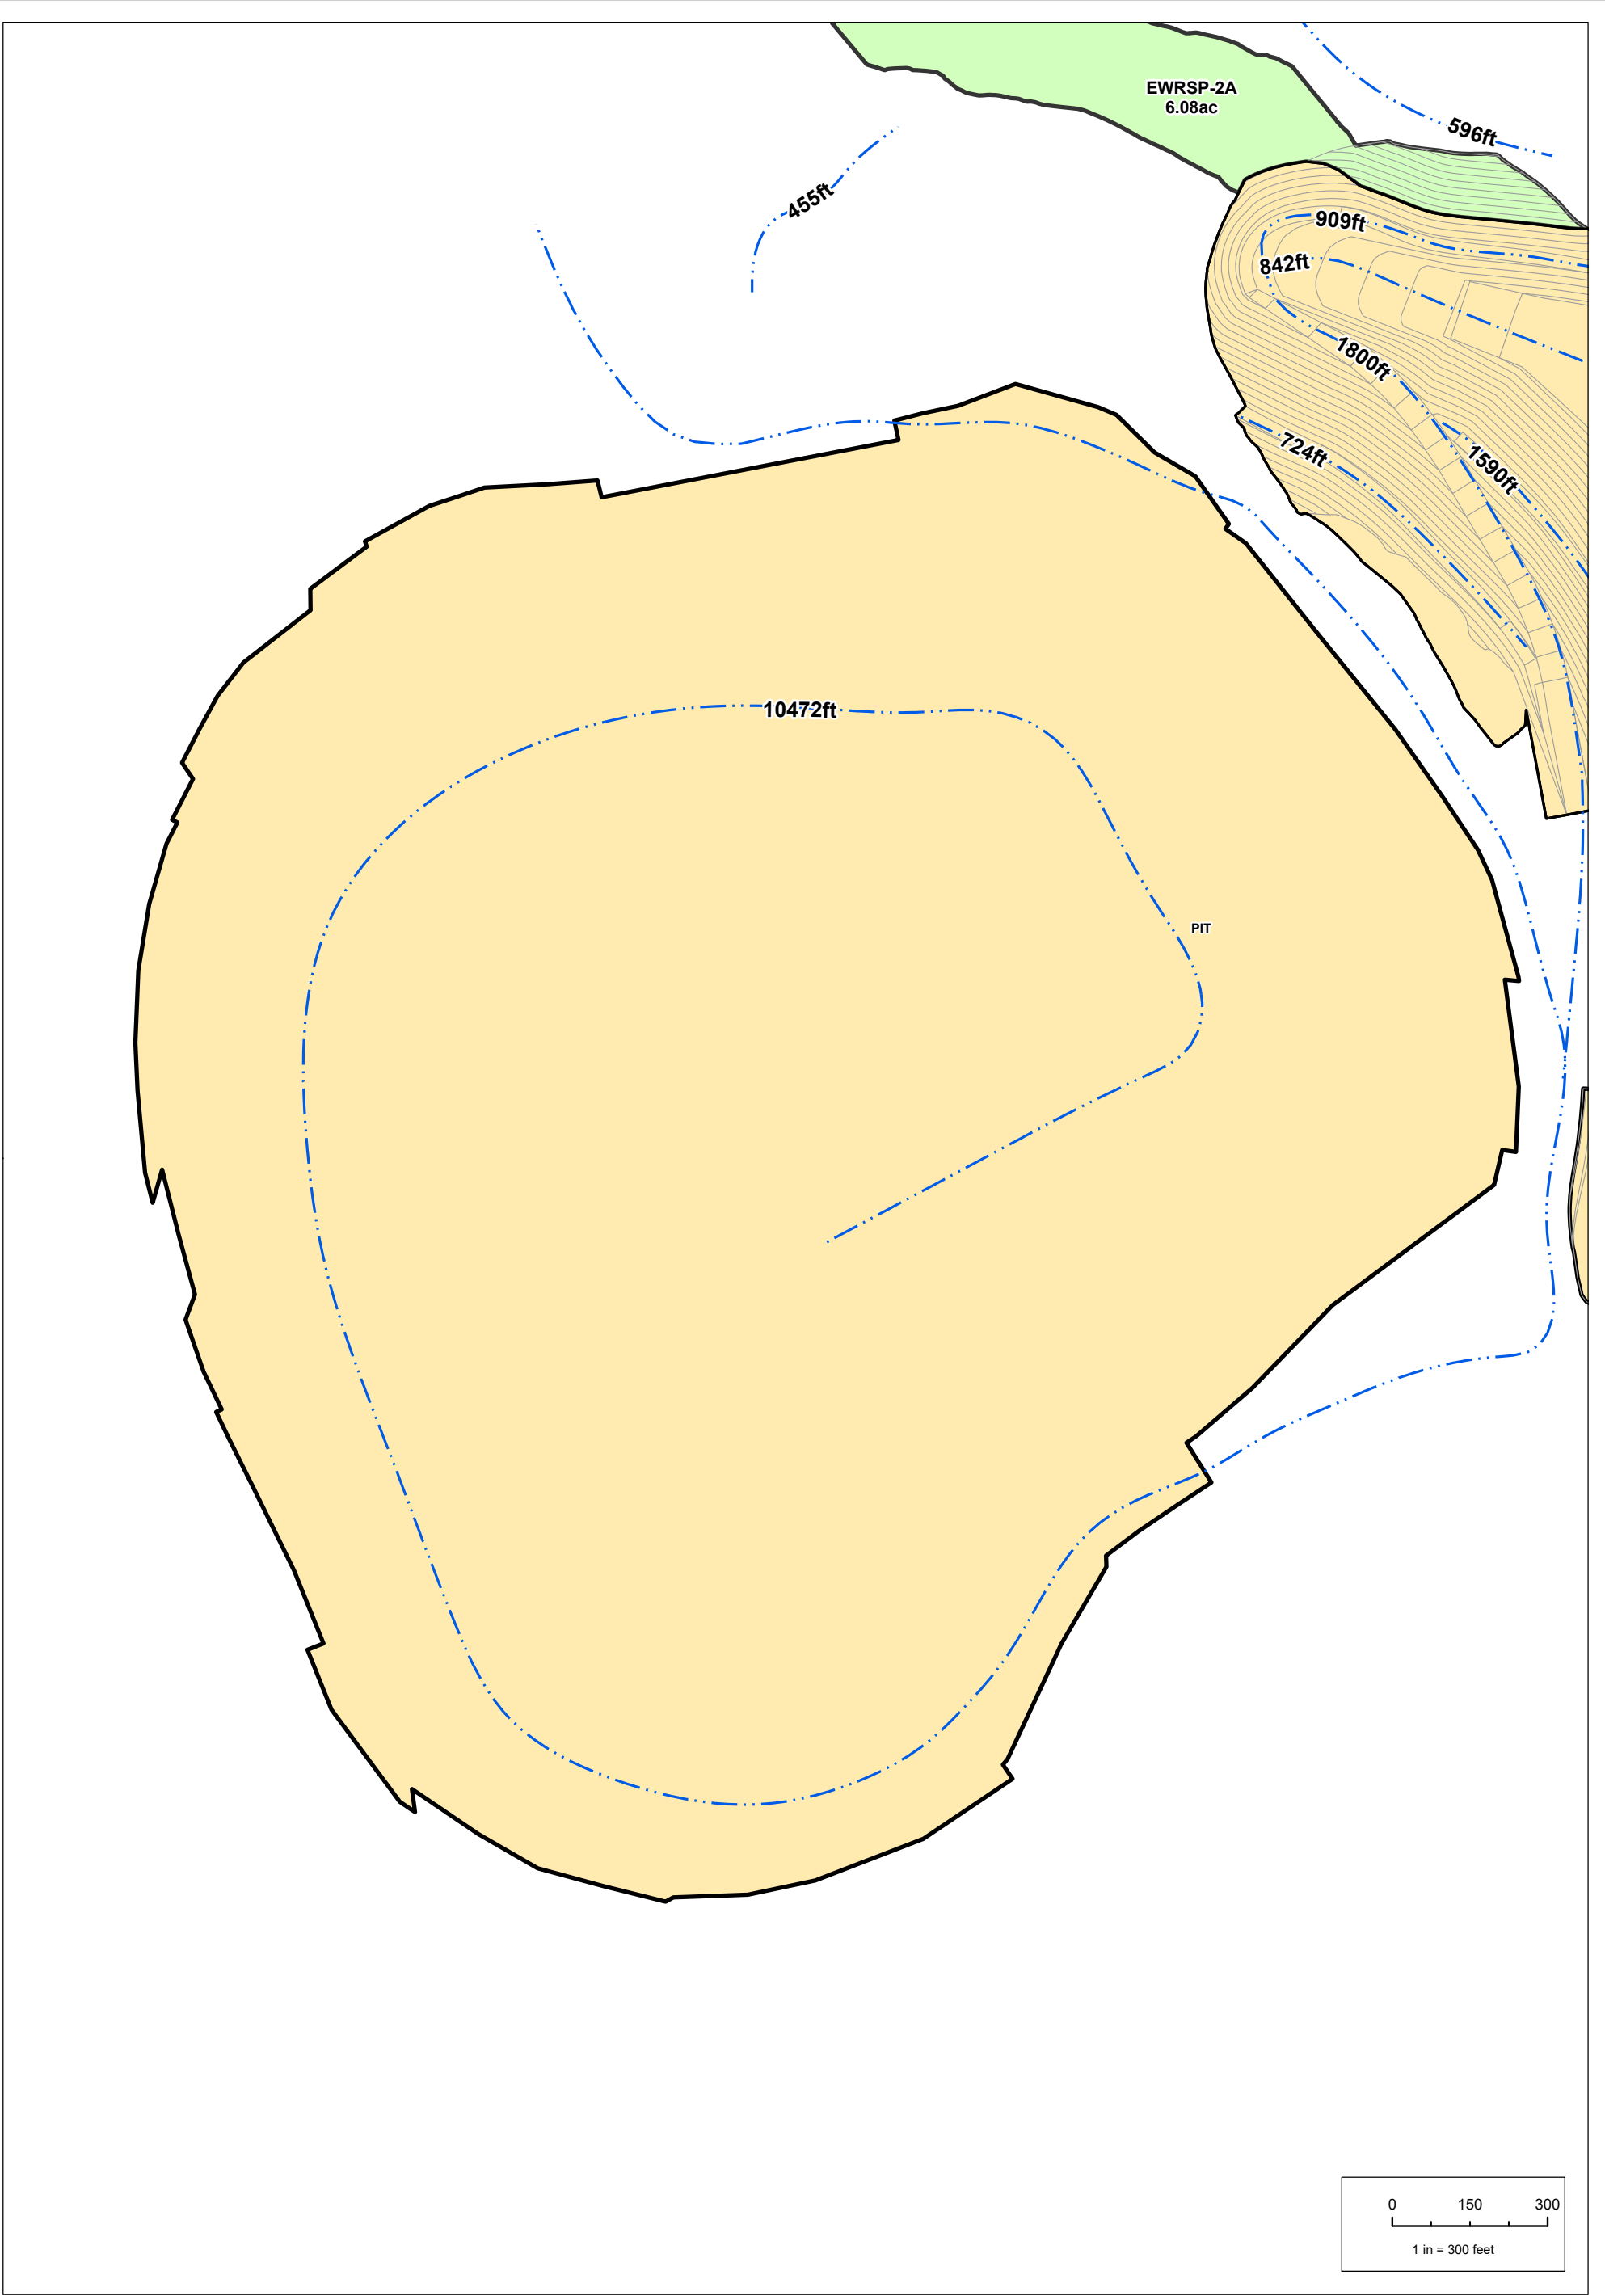 EWRSP-2A
6.08ac
596ft
455ft
909ft
842ft
1800ft
724ft
1590ft
10472ft
PIT
0 150 300
1 in = 300 feet